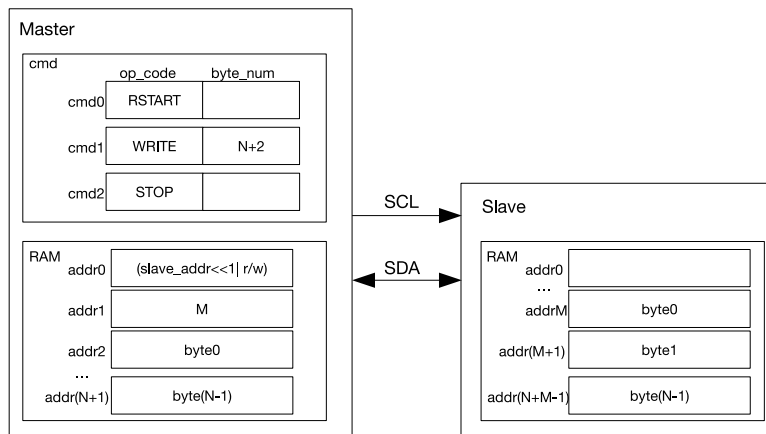 Master
cmd
op_code byte_num
cmd0 RSTART
cmd1 WRITE N+2
cmd2 STOP
RAM
addr0 (slave_addr<<1| r/w)
addr1 M
addr2 byte0
...
addr(N+1) byte(N-1)
SCL
SDA
Slave
RAM
addr0
...
addrM byte0
addr(M+1) byte1
addr(N+M-1) byte(N-1)